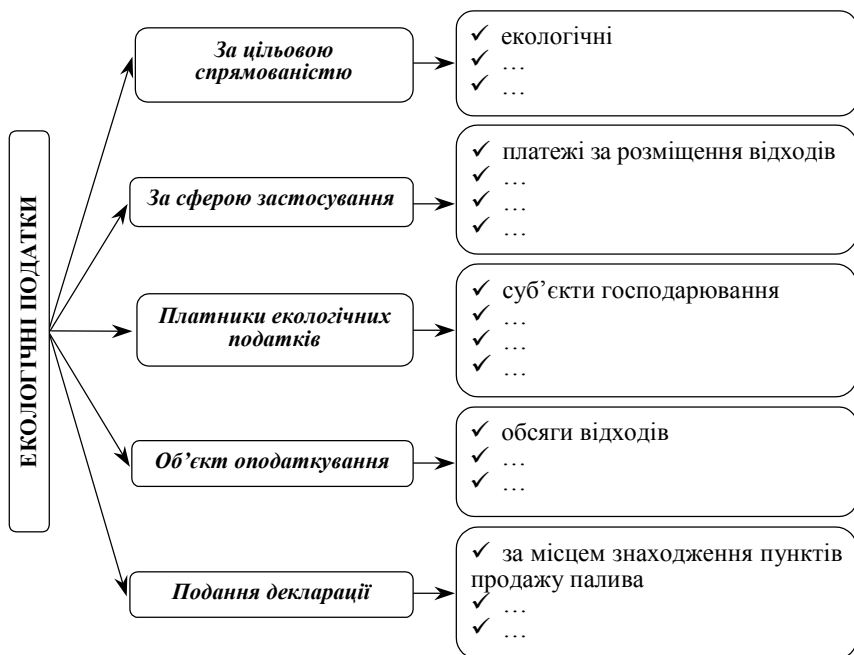 ЕКОЛОГІЧНІ ПОДАТКИ
За цільовою
спрямованістю
✓ екологічні
✓ …
✓ …
За сферою застосування
✓ платежі за розміщення відходів
✓ …
✓ …
✓ …
Платники екологічних
податків
✓ суб’єкти господарювання
✓ …
✓ …
✓ …
Об’єкт оподаткування
✓ обсяги відходів
✓ …
✓ …
Подання декларації
✓ за місцем знаходження пунктів
продажу палива
✓ …
✓ …